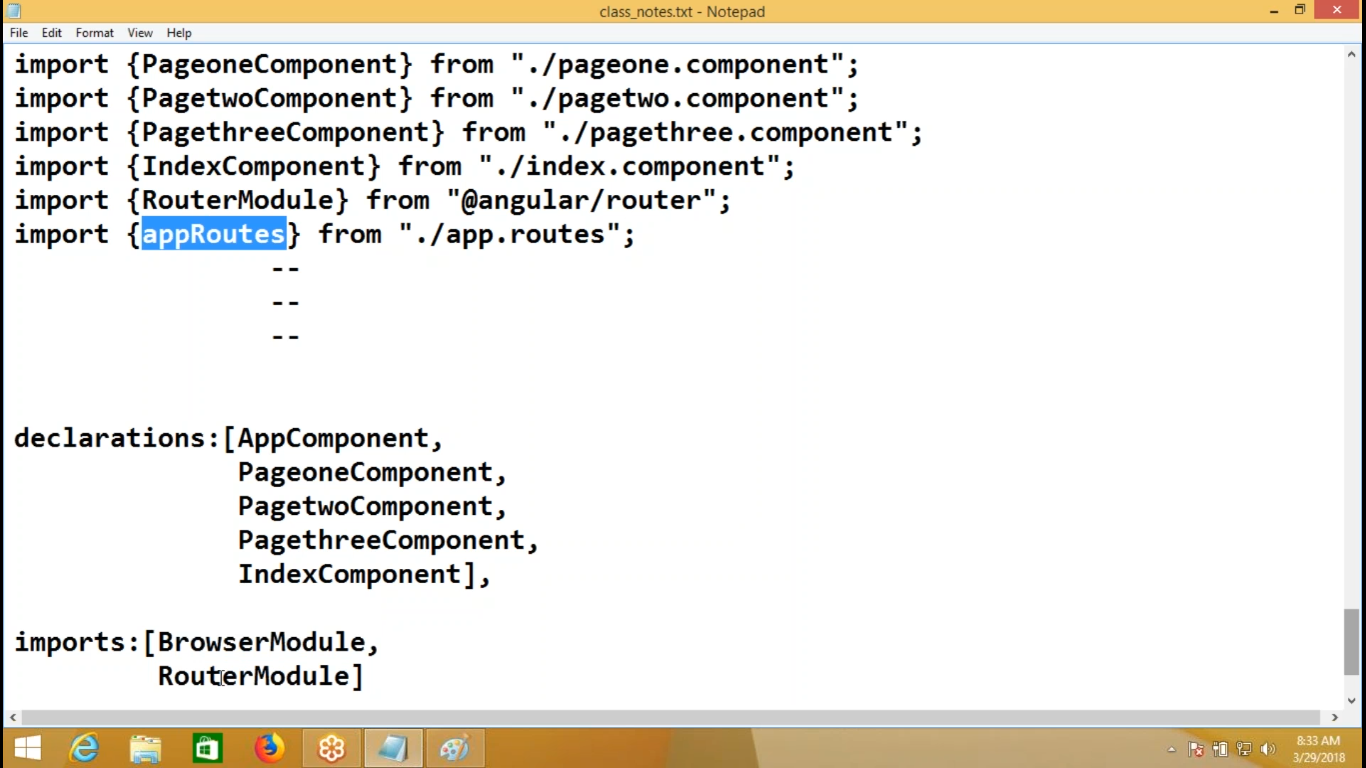 class_notes.txt - Notepad
File Edit Format View Help
import {PageoneComponent} from "./pageone.component";
import {PagetwoComponent} from "./pagetwo.component";
import {PagethreeComponent} from "./pagethree.component";
import {IndexComponent} from "./index.component";
import {RouterModule} from "@angular/router";
import {appRoutes} from "./app.routes";
--
--
--
declarations:[AppComponent,
PageoneComponent,
PagetwoComponent,
PagethreeComponent,
IndexComponent],
imports:[BrowserModule,
RouterModule]
8:33 AM
3/29/2018